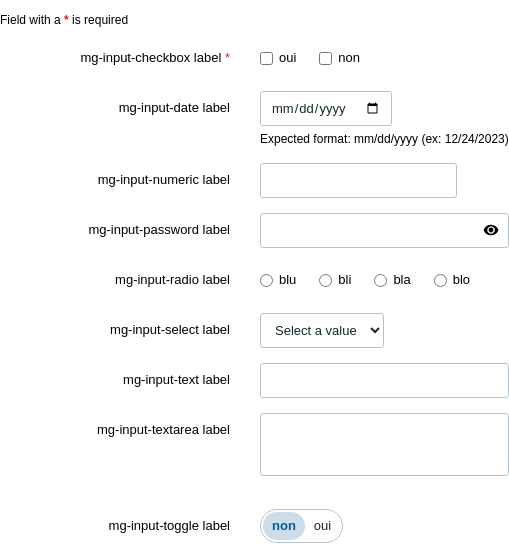 Field with a * is required
mg-input-checkbox label * oui non
mg-input-date label mm/dd/yyyy
Expected format: mm/dd/yyyy (ex: 12/24/2023)
mg-input-numeric label
mg-input-password label
mg-input-radio label blu bli bla blo
mg-input-select label Select a value
mg-input-text label
mg-input-textarea label
mg-input-toggle label non oui